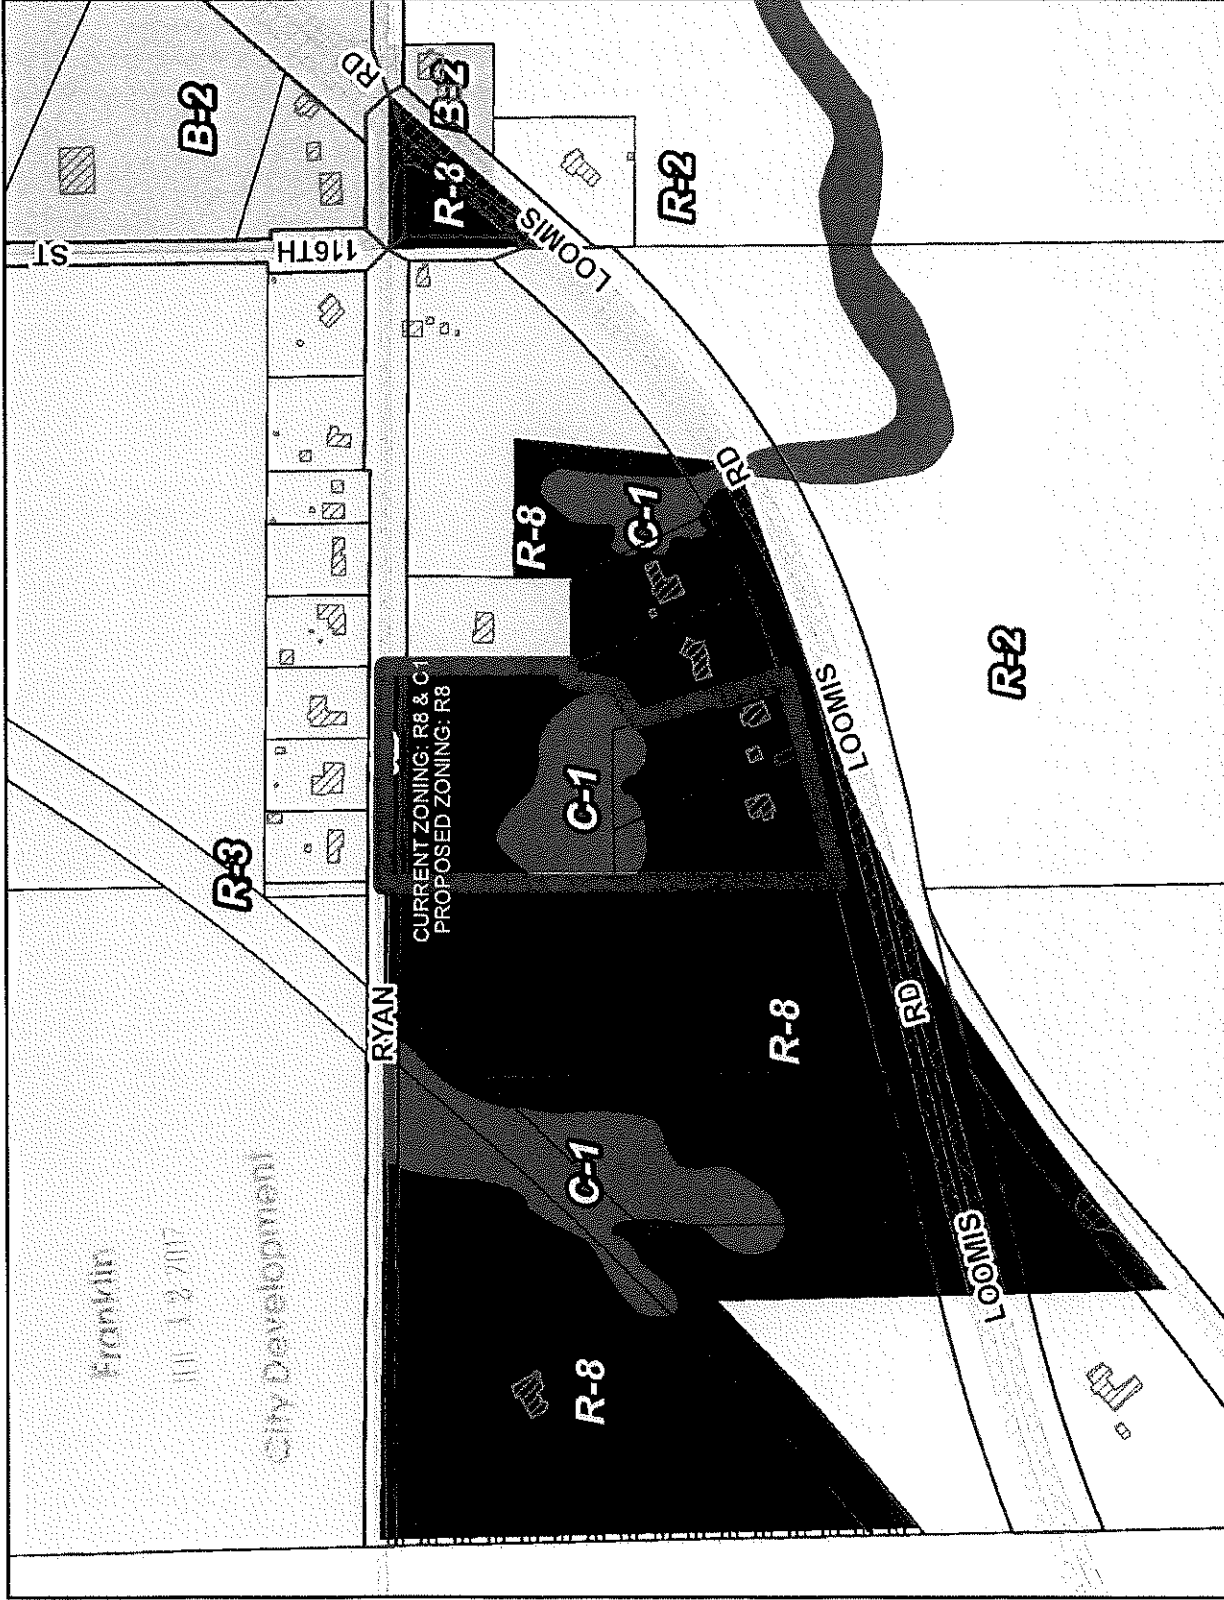 B-2
RD
B-2
R-8
R-2
ST
116TH
LOOMIS
RD
R-8
C-1
R-2
LOOMIS
CURRENT ZONING: R8 & C-1
PROPOSED ZONING: R8
C-1
R-3
RYAN
R-8
RD
C-1
LOOMIS
R-8
Franklin
City Development